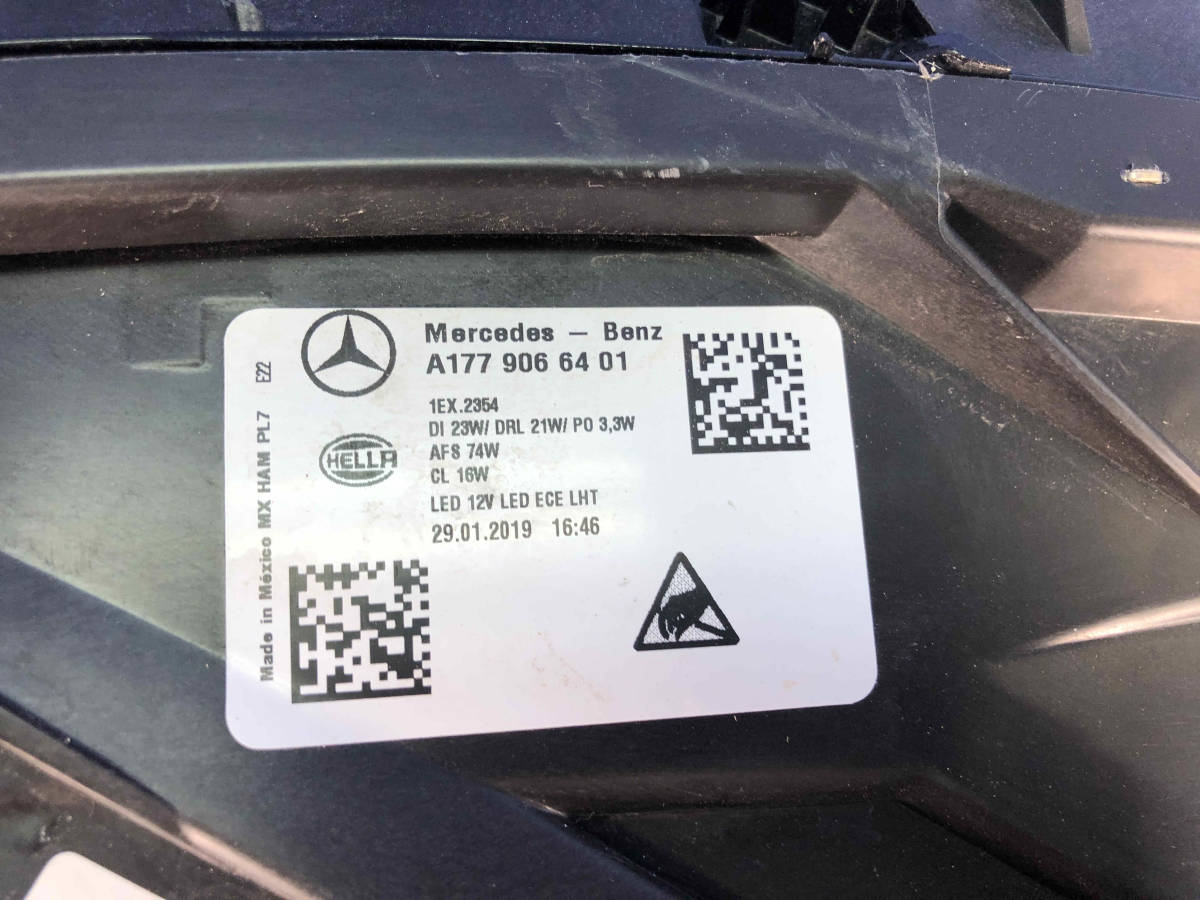 Mercedes – Benz
A177 906 64 01
1EX.2354
DI 23W/ DRL 21W/ PO 3,3W
AFS 74W
CL 16W
LED 12V LED ECE LHT
29.01.2019 16:46
HELLA
Made in México MX HAM PL7 E22